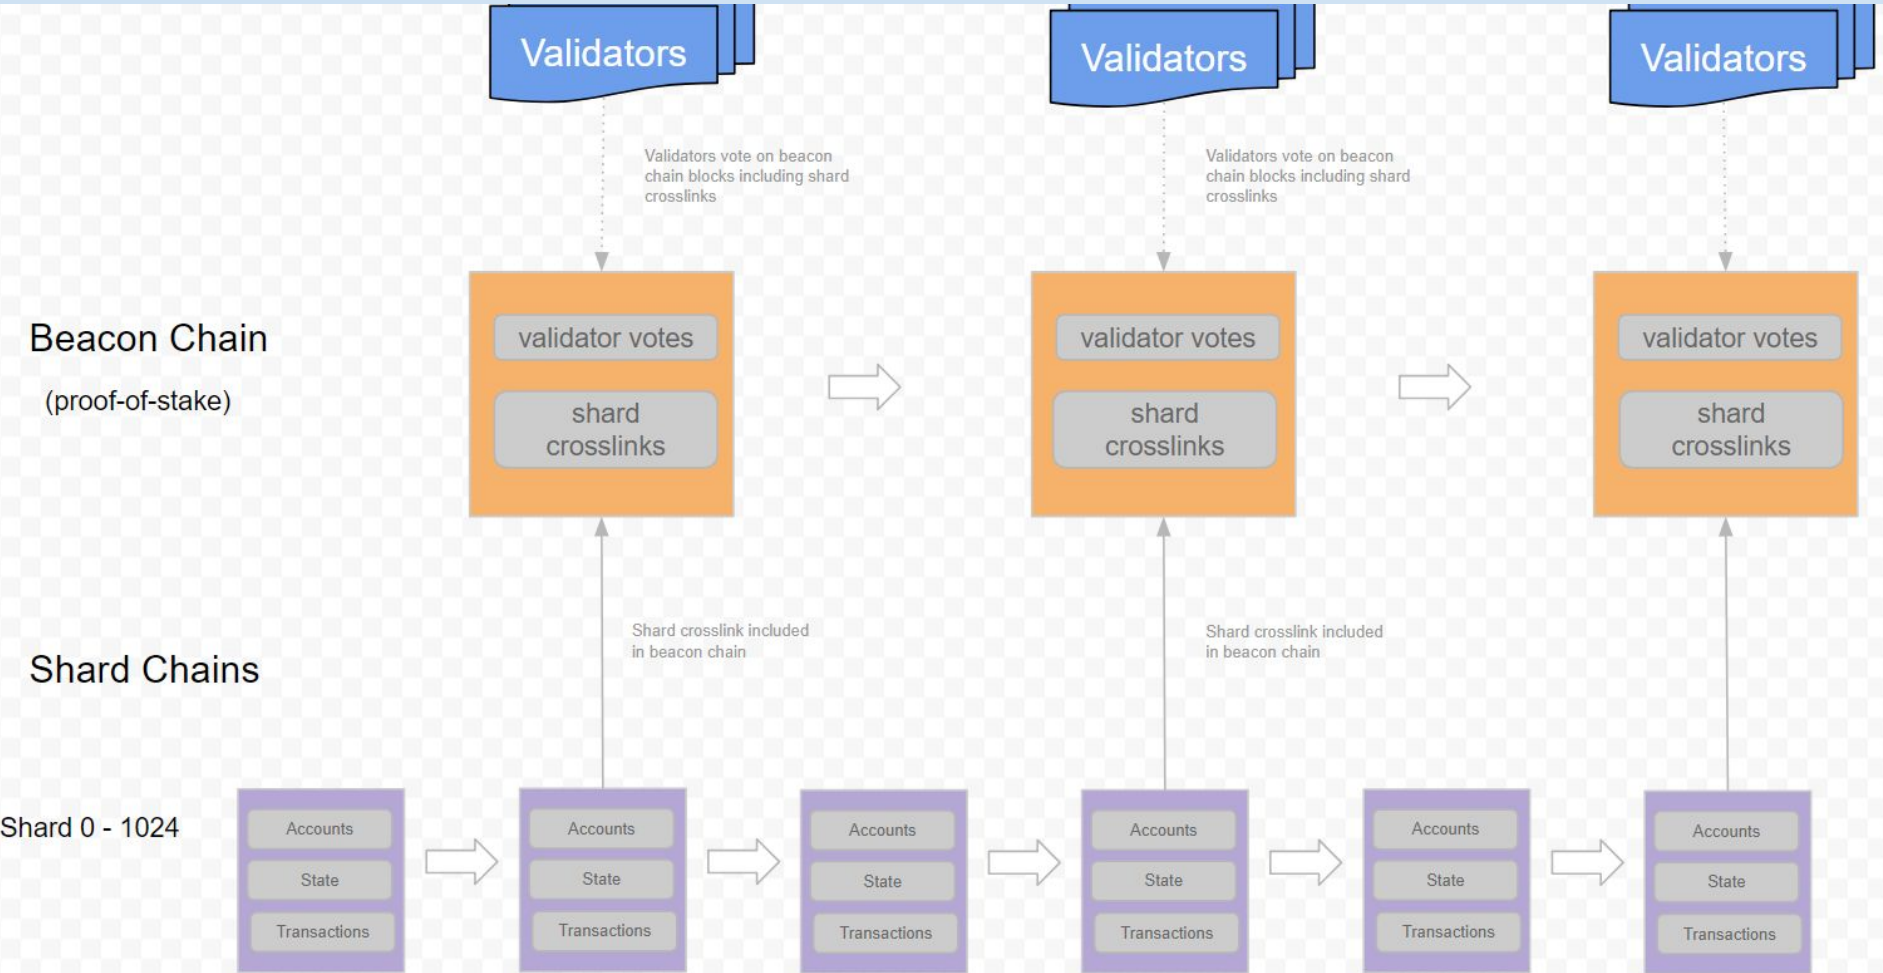 Validators
Validators
Validators
Validators vote on beacon
chain blocks including shard
crosslinks
Validators vote on beacon
chain blocks including shard
crosslinks
Beacon Chain
(proof-of-stake)
validator votes
shard
crosslinks
validator votes
shard
crosslinks
validator votes
shard
crosslinks
Shard crosslink included
in beacon chain
Shard crosslink included
in beacon chain
Shard Chains
Shard 0 - 1024
Accounts
State
Transactions
Accounts
State
Transactions
Accounts
State
Transactions
Accounts
State
Transactions
Accounts
State
Transactions
Accounts
State
Transactions